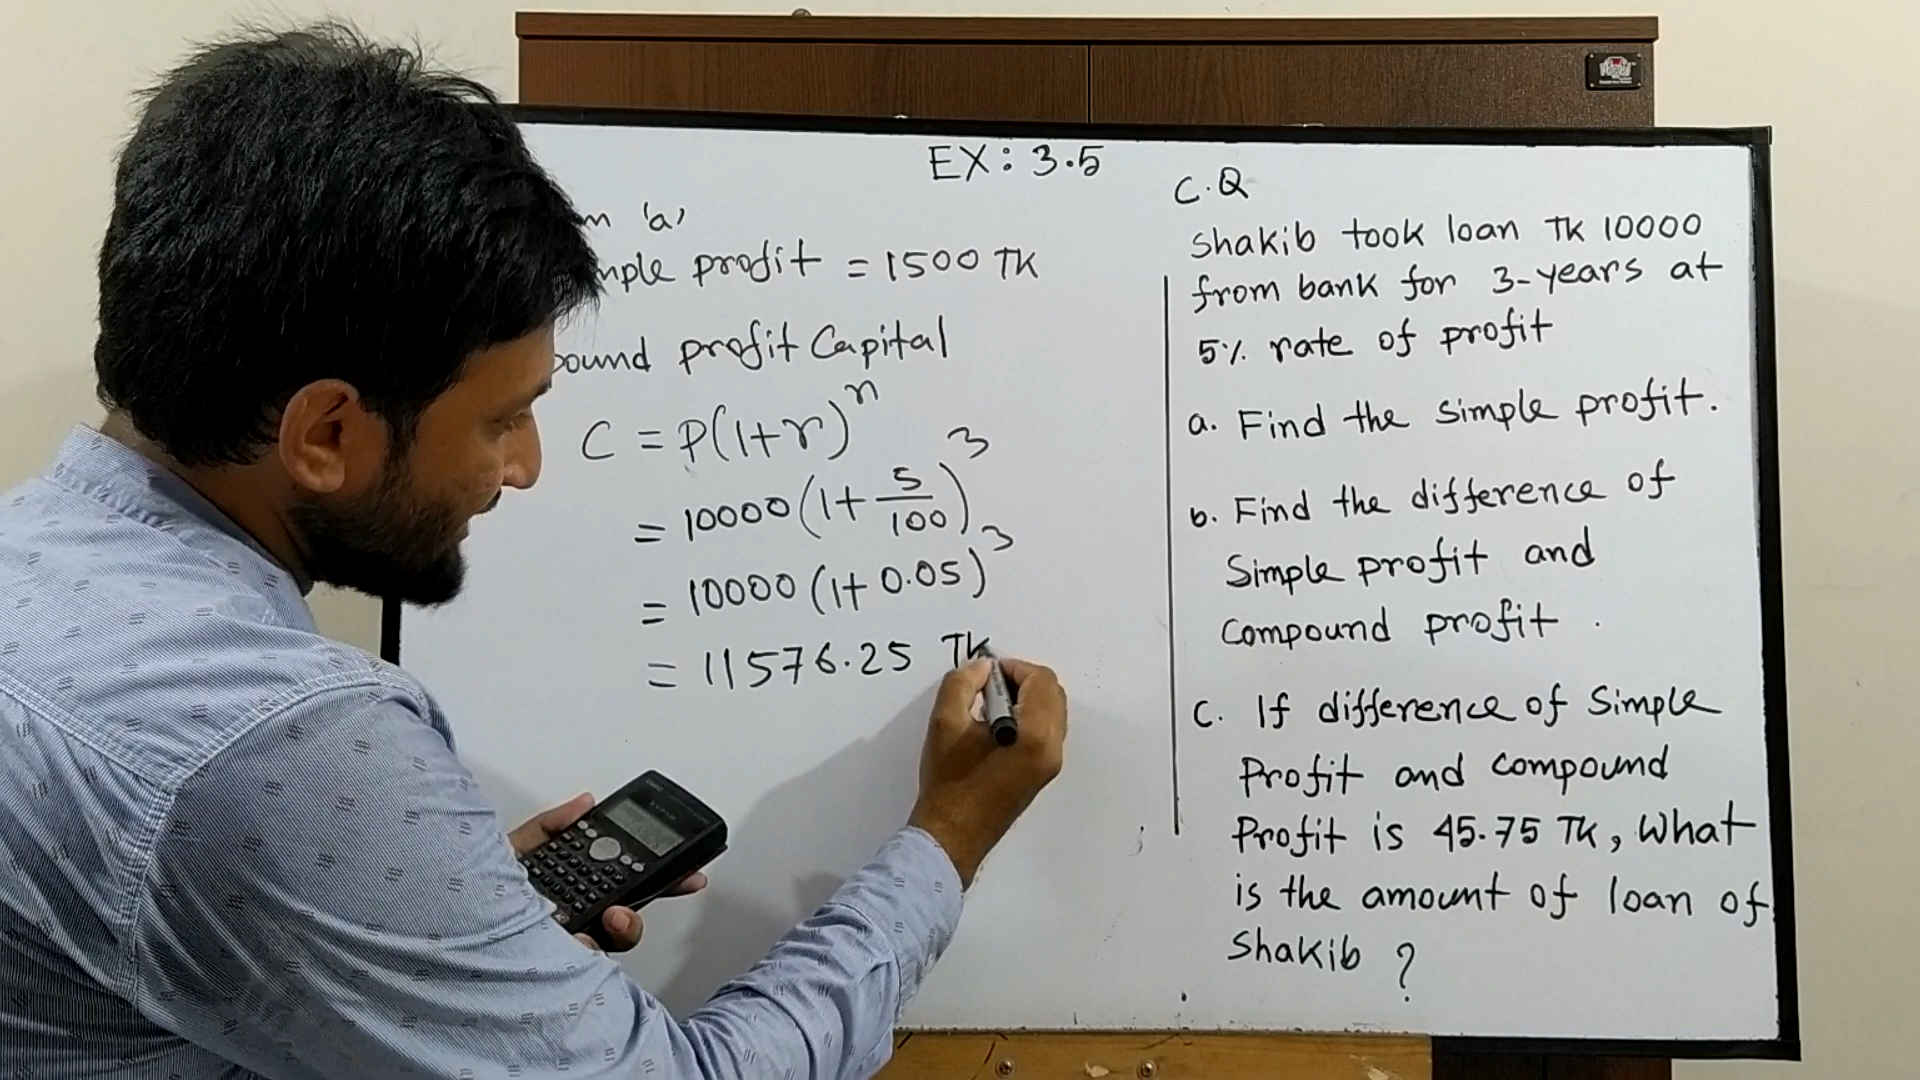 EX: 3.5
'a'
profit = 1500 TK
profit Capital
C = P(1+r)^n
= 10000(1+5/100)^3
= 10000(1+0.05)^3
= 11576.25 TK
C.Q
Shakib took loan TK 10000
from bank for 3-years at
5% rate of profit
a. Find the simple profit.
b. Find the difference of
Simple profit and
Compound profit.
C. If difference of Simple
Profit and compound
Profit is 45.75 TK, What
is the amount of loan of
Shakib ?